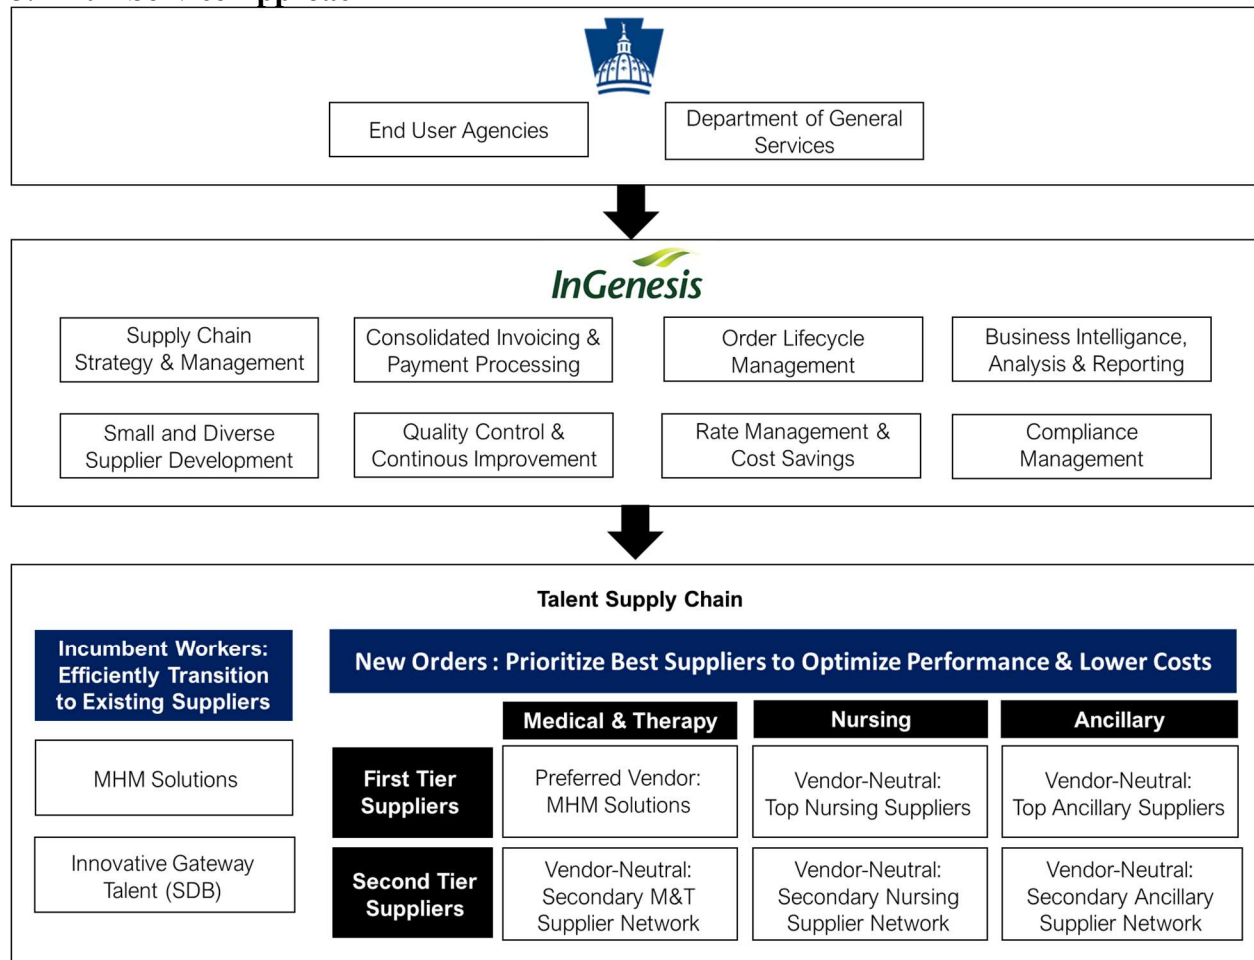 End User Agencies
Department of General
Services
InGenesis
Supply Chain
Strategy & Management
Consolidated Invoicing &
Payment Processing
Order Lifecycle
Management
Business Intelligance,
Analysis & Reporting
Small and Diverse
Supplier Development
Quality Control &
Continous Improvement
Rate Management &
Cost Savings
Compliance
Management
Talent Supply Chain
Incumbent Workers:
Efficiently Transition
to Existing Suppliers
MHM Solutions
Innovative Gateway
Talent (SDB)
New Orders : Prioritize Best Suppliers to Optimize Performance & Lower Costs
Medical & Therapy
Nursing
Ancillary
First Tier
Suppliers
Preferred Vendor:
MHM Solutions
Vendor-Neutral:
Top Nursing Suppliers
Vendor-Neutral:
Top Ancillary Suppliers
Second Tier
Suppliers
Vendor-Neutral:
Secondary M&T
Supplier Network
Vendor-Neutral:
Secondary Nursing
Supplier Network
Vendor-Neutral:
Secondary Ancillary
Supplier Network